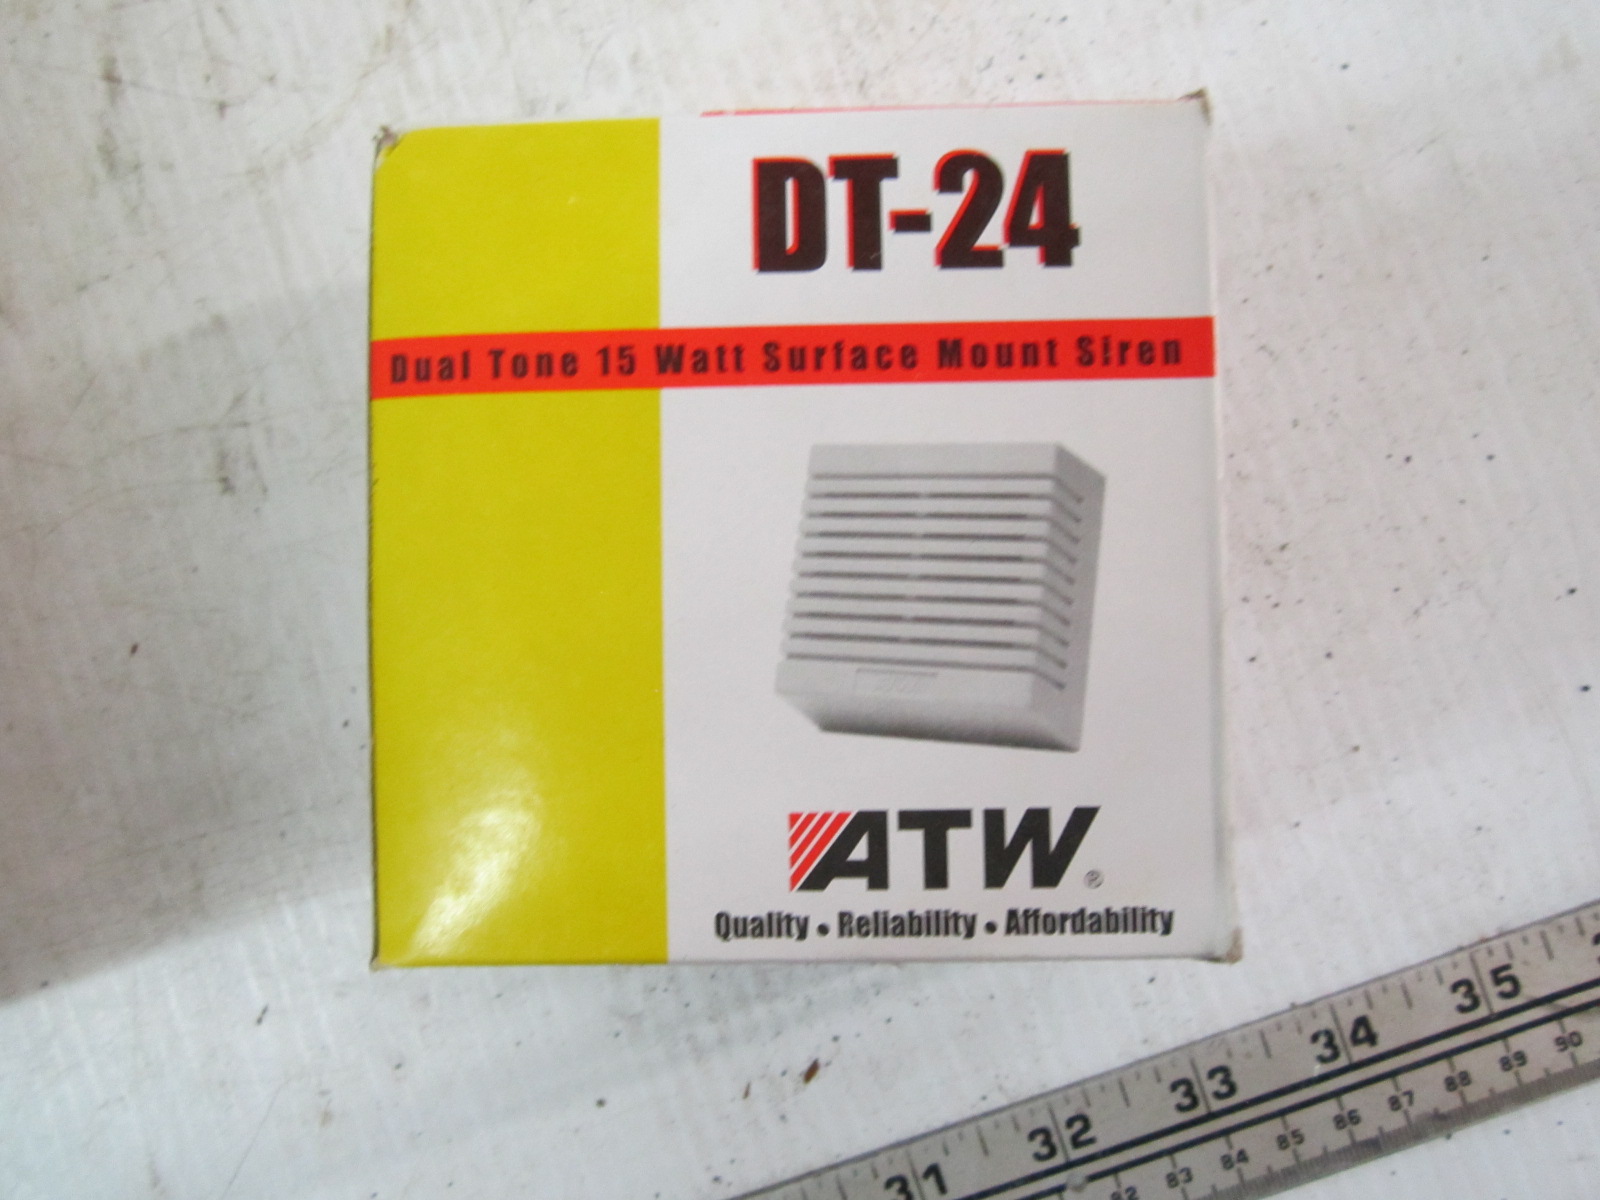 DT-24
Dual Tone 15 Watt Surface Mount Siren
ATW®
Quality • Reliability • Affordability
31 32 33 34 35
82 83 84 85 86 87 88 89 90